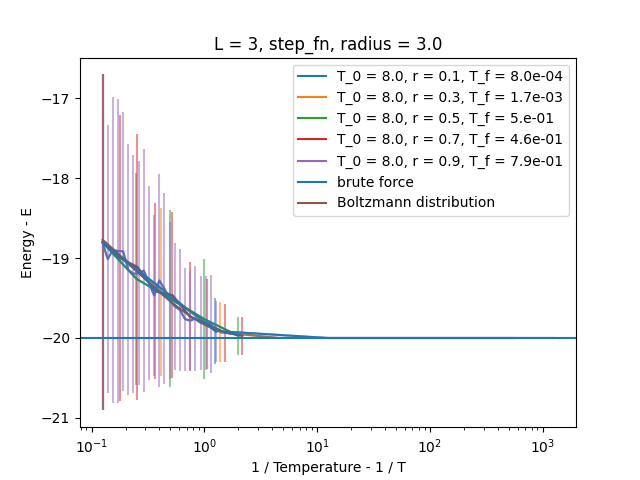 L = 3, step_fn, radius = 3.0
T_0 = 8.0, r = 0.1, T_f = 8.0e-04
T_0 = 8.0, r = 0.3, T_f = 1.7e-03
T_0 = 8.0, r = 0.5, T_f = 5.e-01
T_0 = 8.0, r = 0.7, T_f = 4.6e-01
T_0 = 8.0, r = 0.9, T_f = 7.9e-01
brute force
Boltzmann distribution
Energy - E
−17
−18
−19
−20
−21
10⁻¹ 10⁰ 10¹ 10² 10³
1 / Temperature - 1 / T